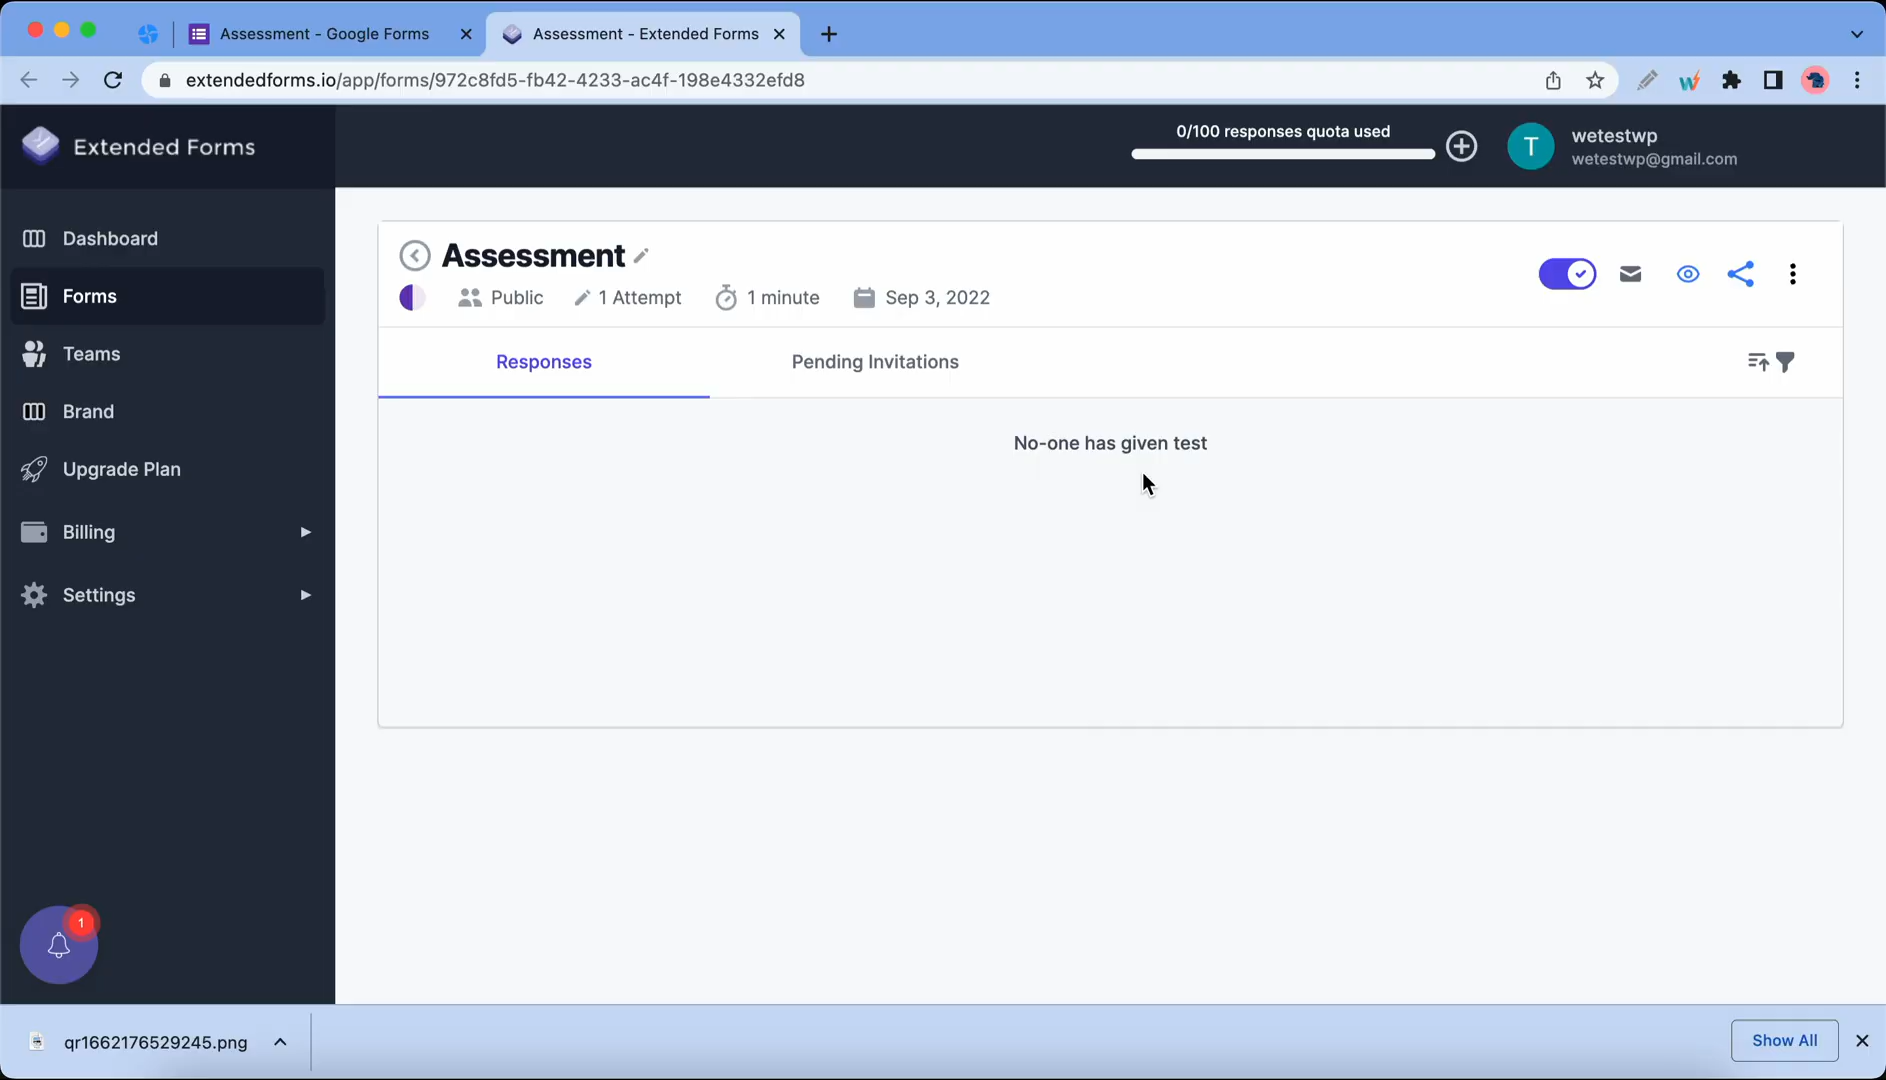 Assessment - Google Forms
Assessment - Extended Forms
extendedforms.io/app/forms/972c8fd5-fb42-4233-ac4f-198e4332efd8
Extended Forms
0/100 responses quota used
T
wetestwp
wetestwp@gmail.com
Dashboard
Forms
Teams
Brand
Upgrade Plan
Billing
Settings
1
Assessment
Public
1 Attempt
1 minute
Sep 3, 2022
Responses
Pending Invitations
No-one has given test
qr1662176529245.png
Show All